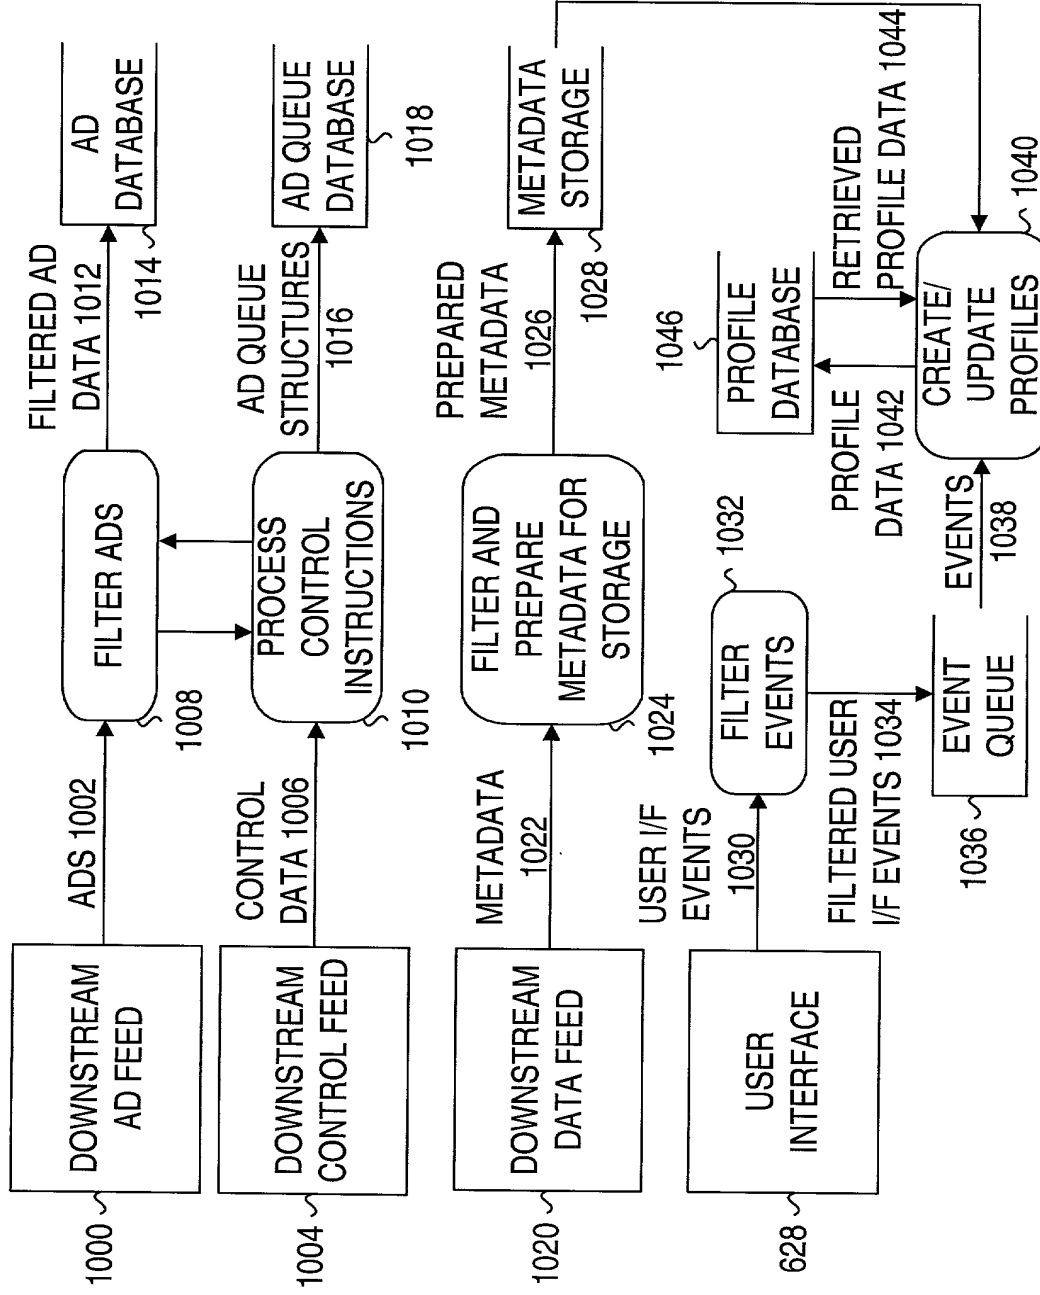 1000
DOWNSTREAM
AD FEED
ADS 1002
1008
FILTER ADS
FILTERED AD
DATA 1012
1014
AD
DATABASE
1004
DOWNSTREAM
CONTROL FEED
CONTROL
DATA 1006
1010
PROCESS
CONTROL
INSTRUCTIONS
AD QUEUE
STRUCTURES
1016
AD QUEUE
DATABASE
1018
1020
DOWNSTREAM
DATA FEED
METADATA
1022
1024
FILTER AND
PREPARE
METADATA FOR
STORAGE
PREPARED
METADATA
1026
1028
METADATA
STORAGE
628
USER
INTERFACE
USER I/F
EVENTS
1030
FILTER
EVENTS
1032
FILTERED USER
I/F EVENTS 1034
1036
EVENT
QUEUE
EVENTS
1038
1046
PROFILE
DATABASE
PROFILE
DATA 1042
RETRIEVED
PROFILE DATA 1044
CREATE/
UPDATE
PROFILES
1040